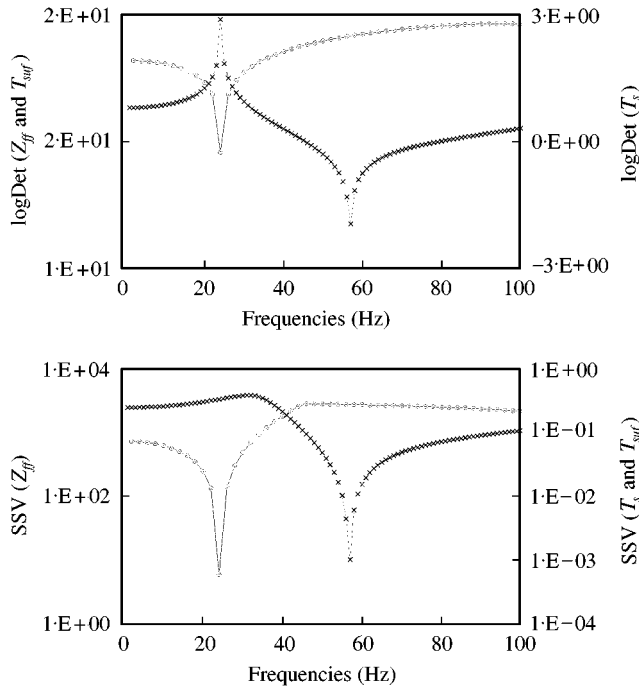 logDet (Z_ff and T_suf)
2·E+01
2·E+01
1·E+01
3·E+00
0·E+00
−3·E+00
logDet (T_s)
0 20 40 60 80 100
Frequencies (Hz)
SSV (Z_ff)
1·E+04
1·E+02
1·E+00
1·E+00
1·E−01
1·E−02
1·E−03
1·E−04
SSV (T_s and T_suf)
0 20 40 60 80 100
Frequencies (Hz)